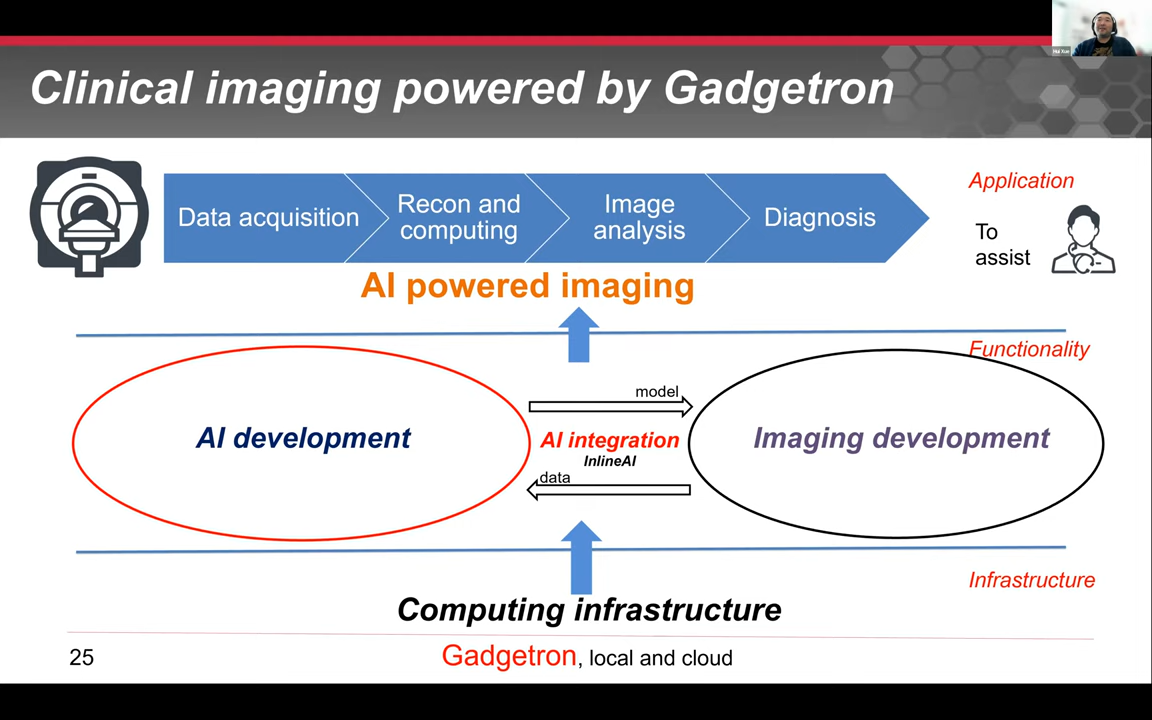 Clinical imaging powered by Gadgetron
Data acquisition
Recon and
computing
Image
analysis
Diagnosis
Application
To
assist
AI powered imaging
Functionality
AI development
model
AI integration
InlineAI
data
Imaging development
Infrastructure
Computing infrastructure
25
Gadgetron, local and cloud